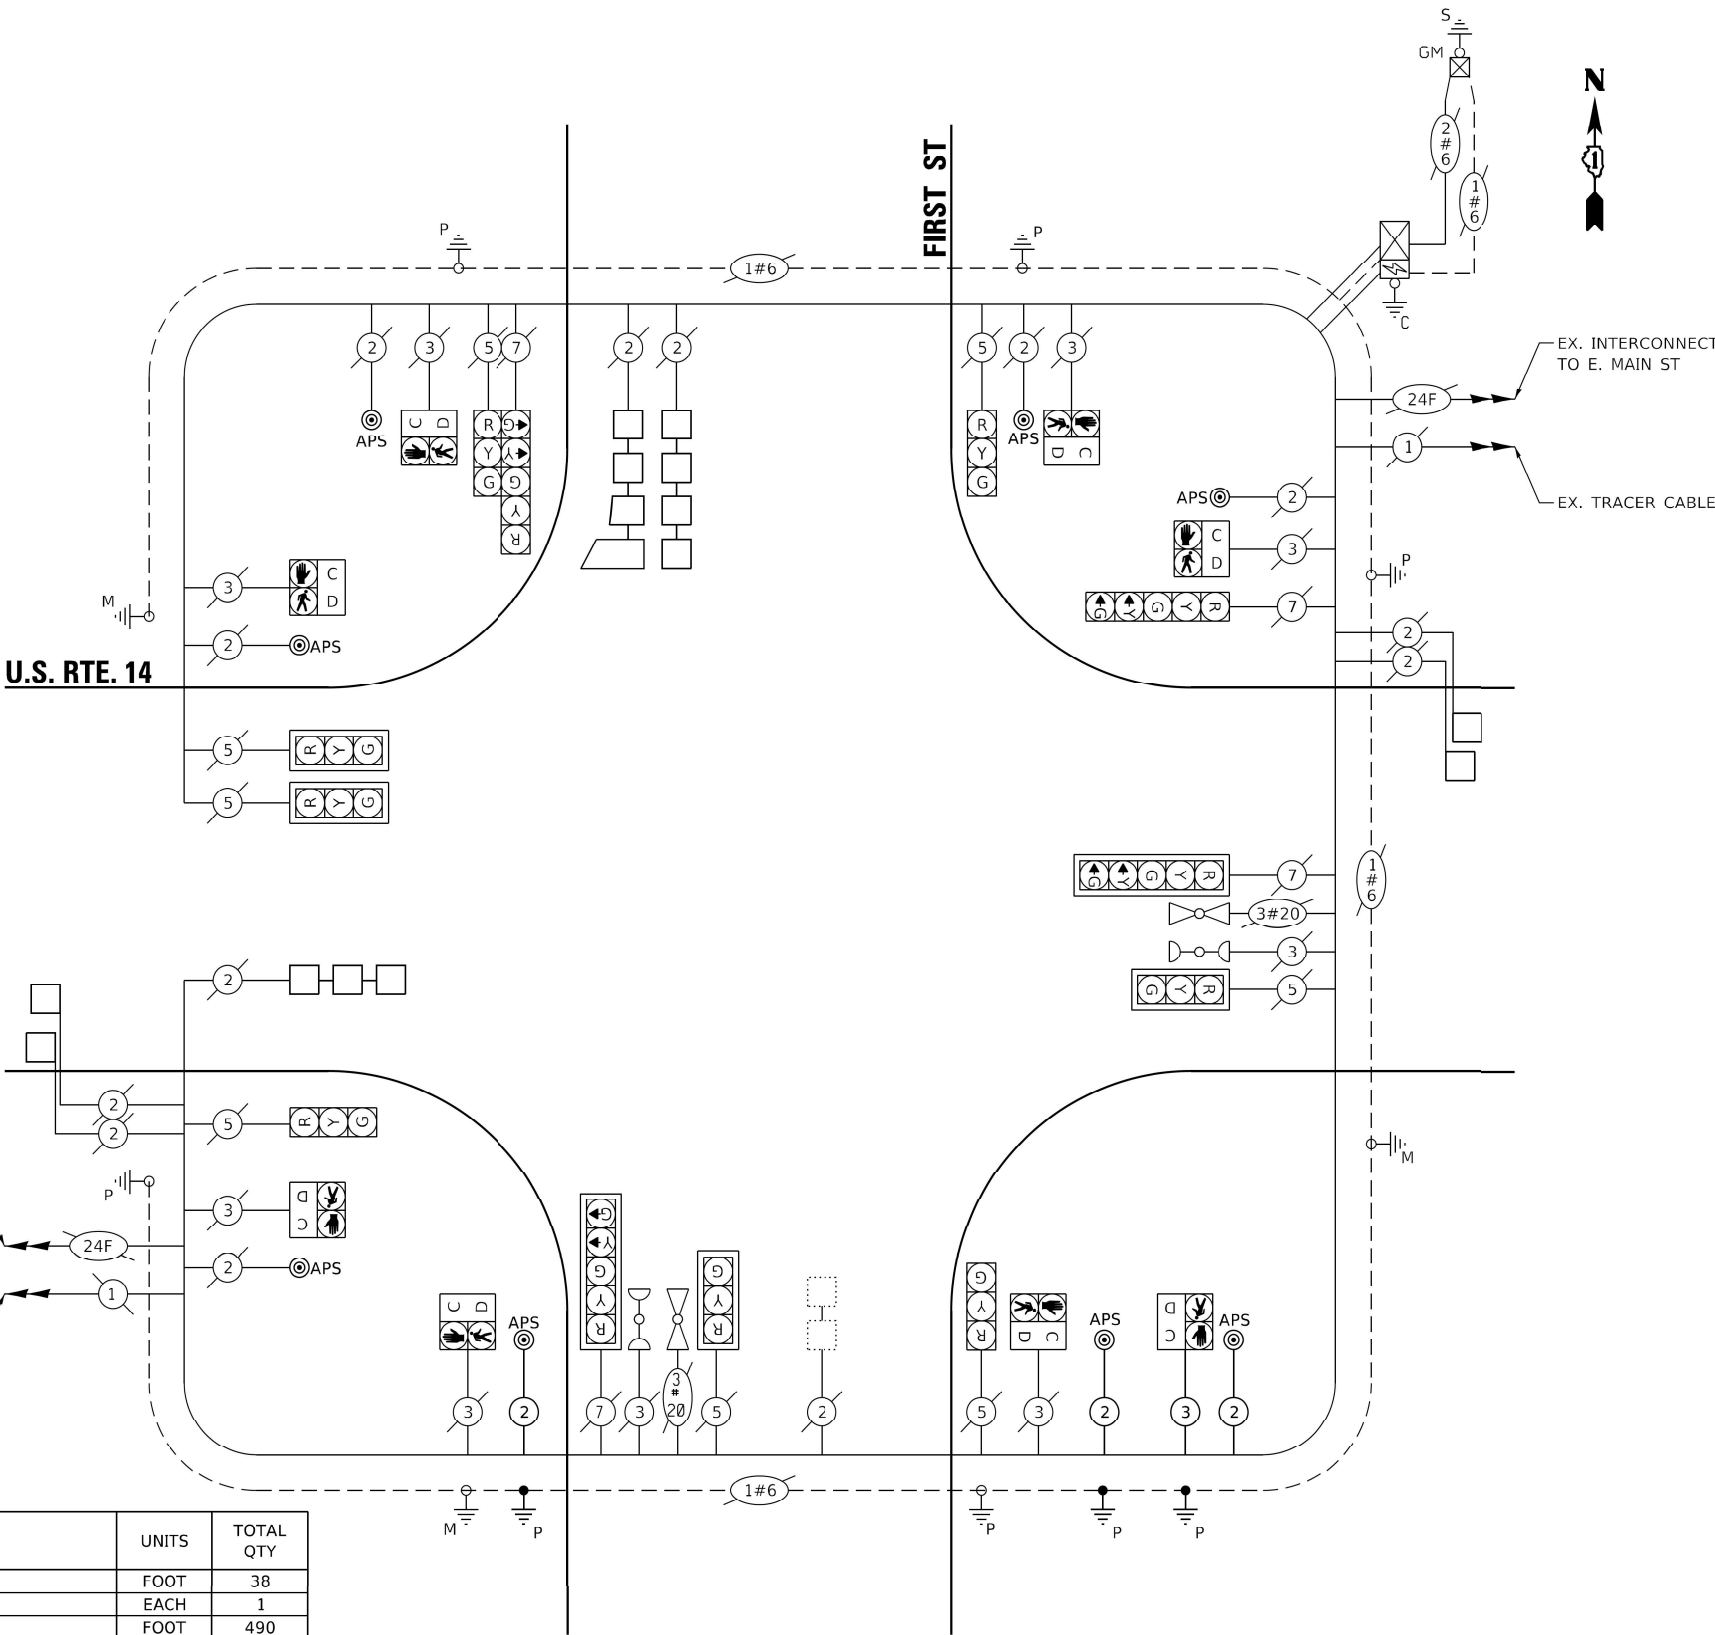 S
GM
N
2
#
6
1
1
#
6
FIRST ST
P
1#6
P
C
EX. INTERCONNECT
TO E. MAIN ST
2
3
5
7
2
2
5
2
3
24F
1
EX. TRACER CABLE
APS
C D
R
Y
G
G
Y
G
Y
R
R
Y
G
APS
D C
APS
2
C
D
3
G Y G Y R
7
P
2
2
M
3
C
D
2
APS
U.S. RTE. 14
5
R Y G
5
R Y G
G Y G Y R
7
3#20
3
G Y R
5
1
#
6
2
2
2
5
R Y G
M
P
3
D
C
24F
2
APS
1
C D
APS
G
Y
G
Y
R
G
Y
R
G
Y
R
D C
APS
D
C
APS
3
2
7
3
3
#
20
5
2
5
3
2
3
2
1#6
M
P
P
P
P
UNITS
TOTAL
QTY
FOOT 38
EACH 1
FOOT 490